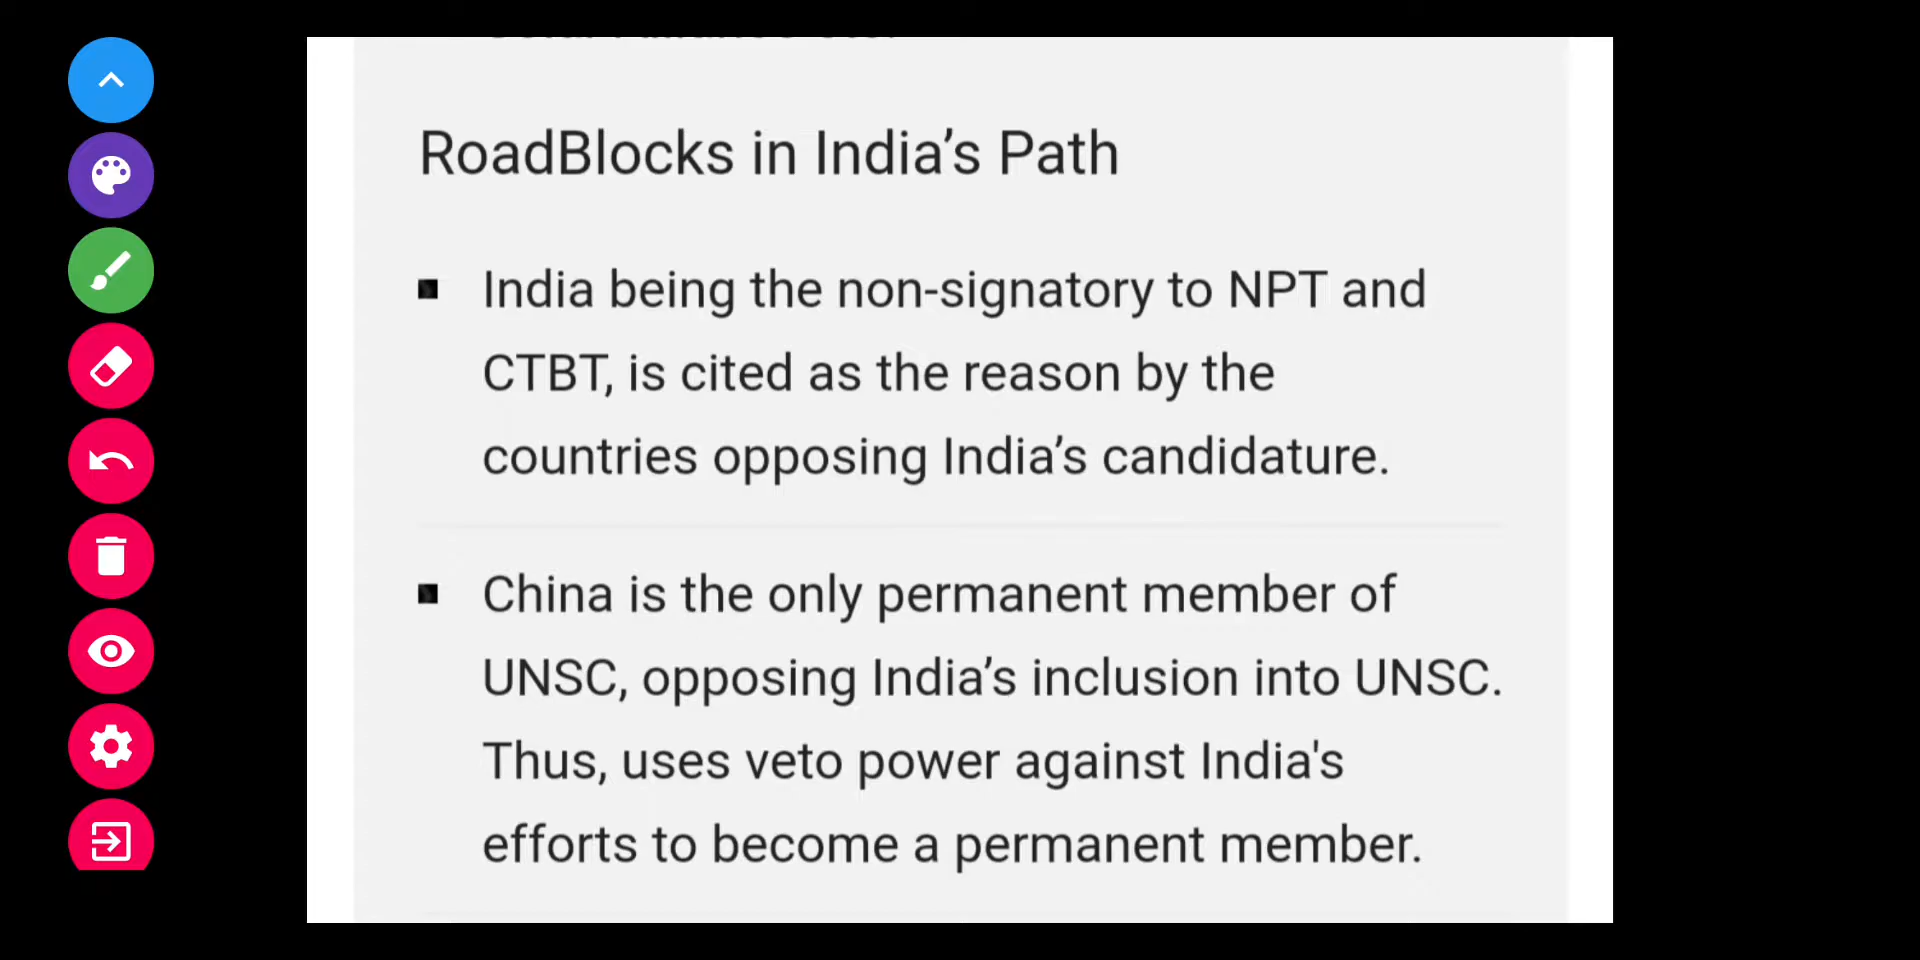 RoadBlocks in India’s Path
▪ India being the non-signatory to NPT and
CTBT, is cited as the reason by the
countries opposing India’s candidature.
▪ China is the only permanent member of
UNSC, opposing India’s inclusion into UNSC.
Thus, uses veto power against India's
efforts to become a permanent member.